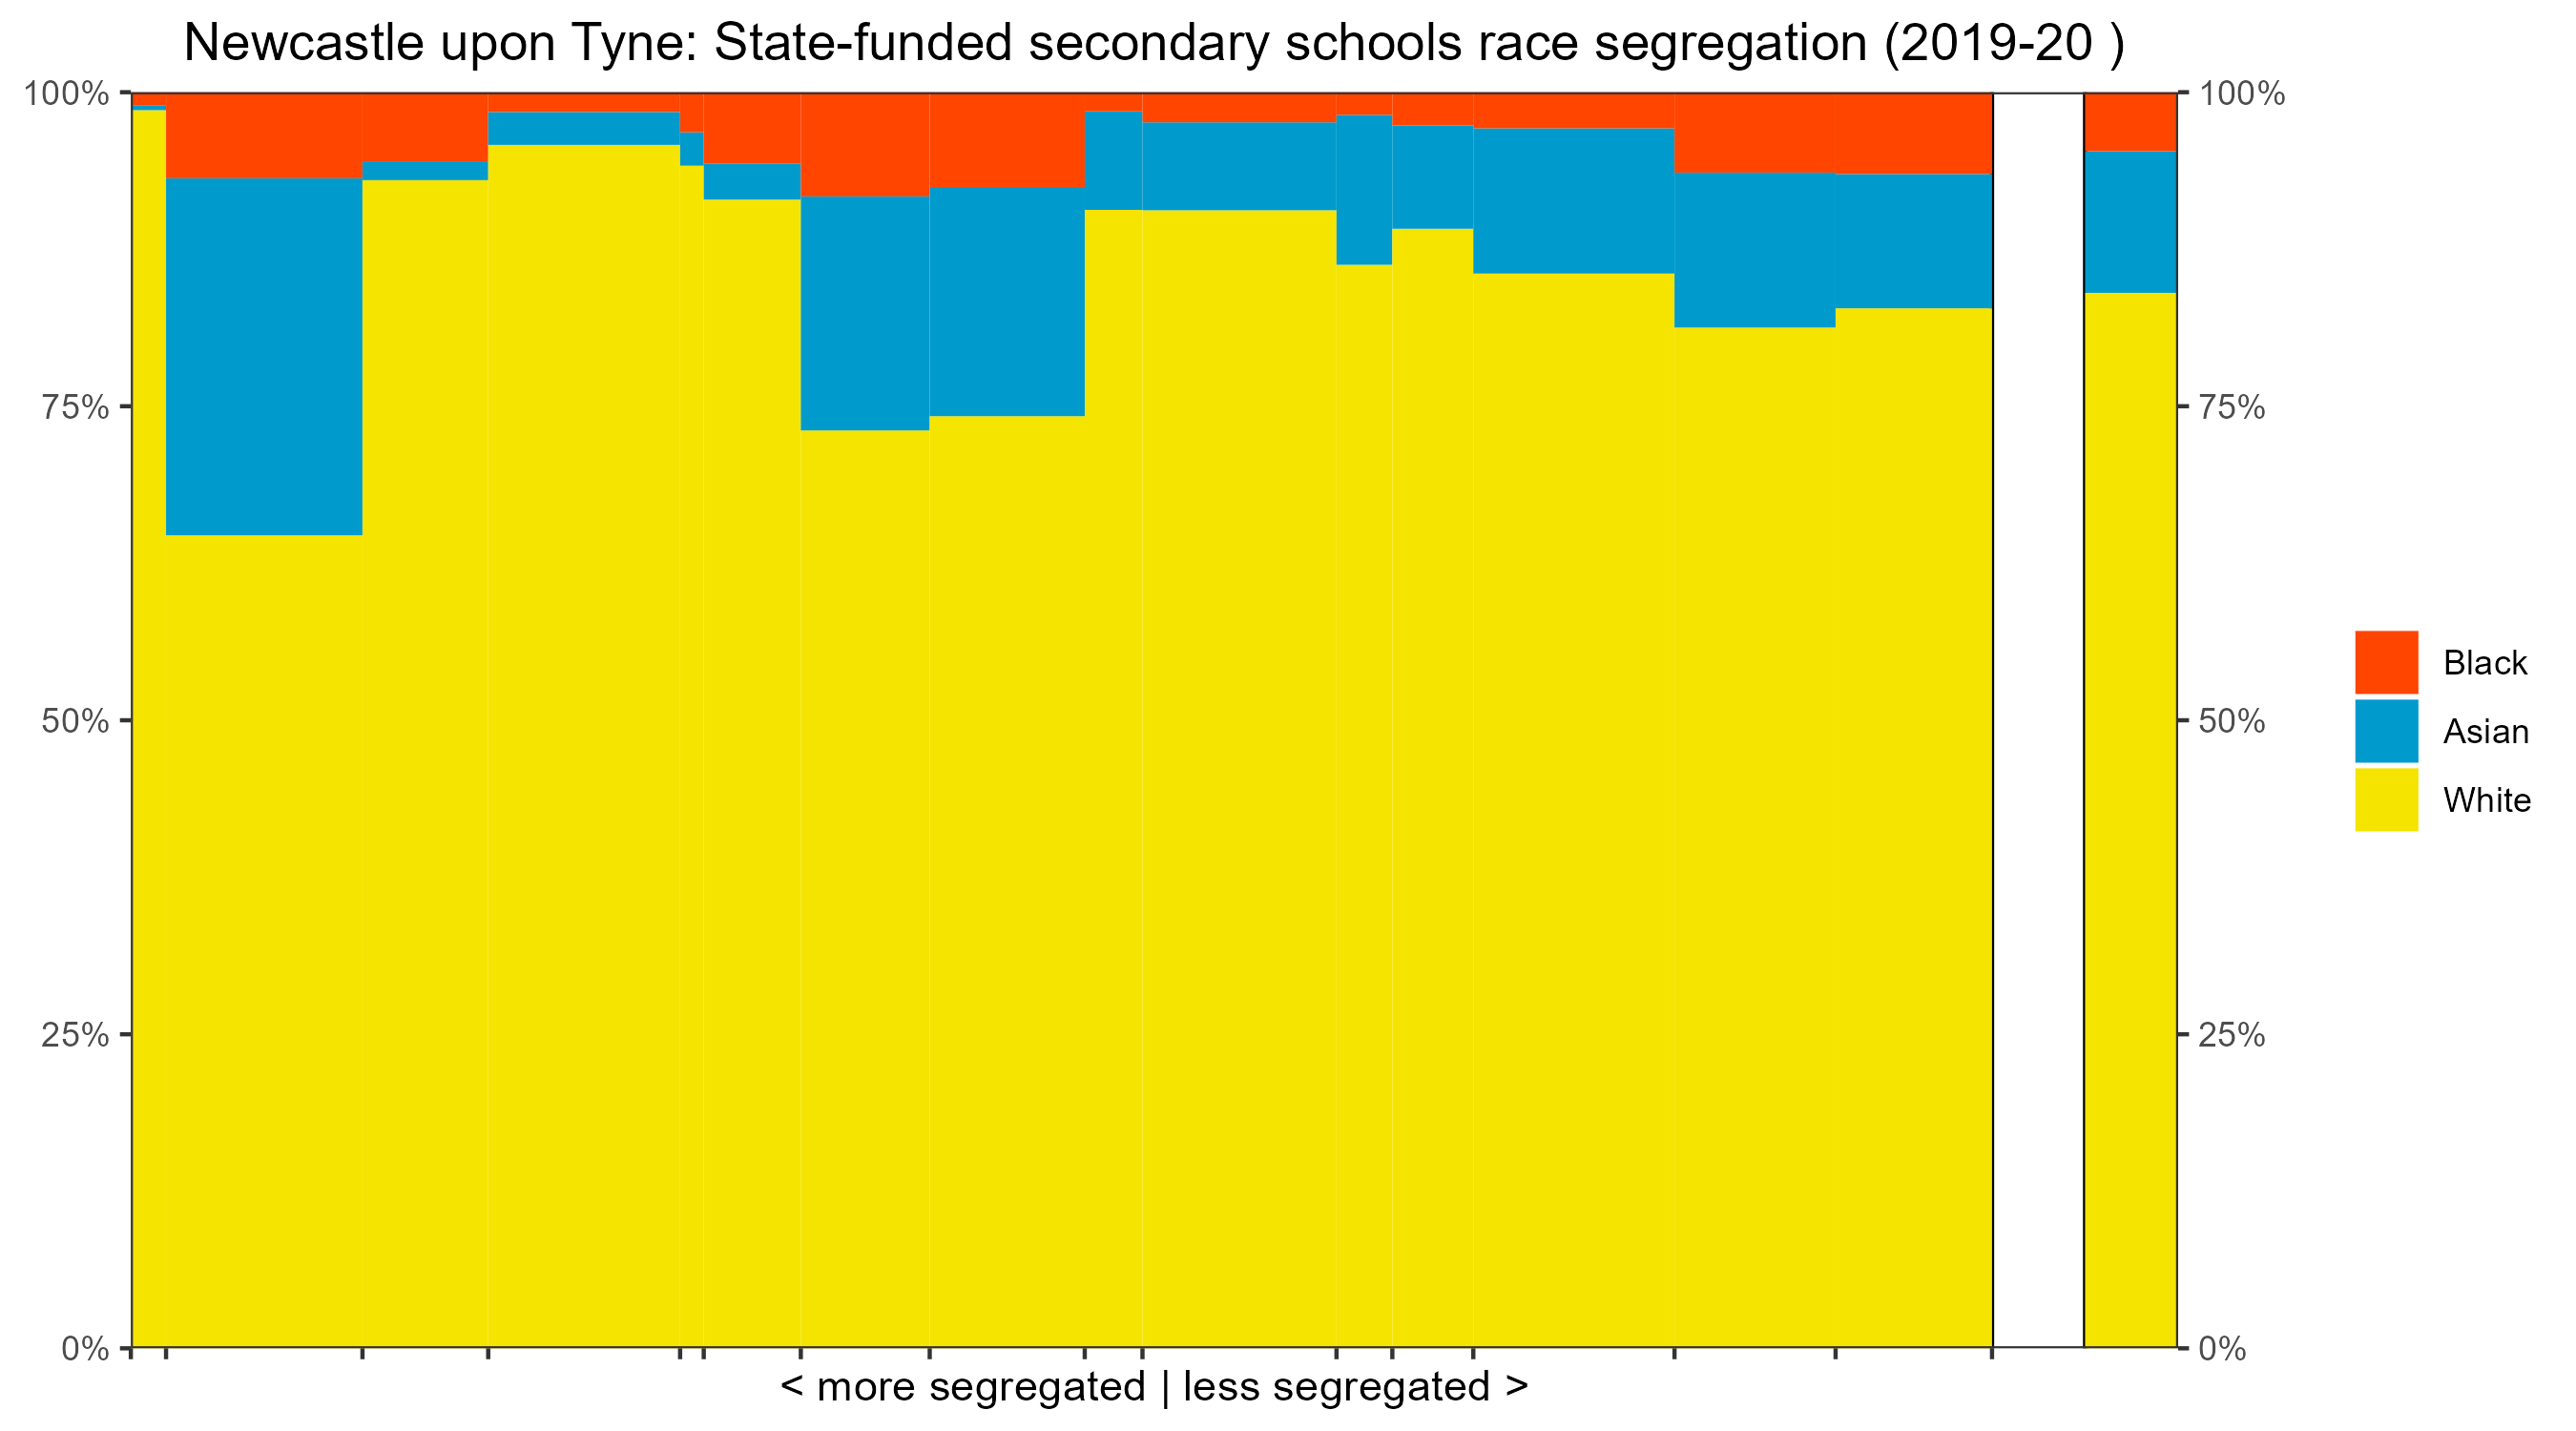 Newcastle upon Tyne: State-funded secondary schools race segregation (2019-20 )
100%
75%
50%
25%
0%
100%
75%
50%
25%
0%
Black
Asian
White
< more segregated | less segregated >